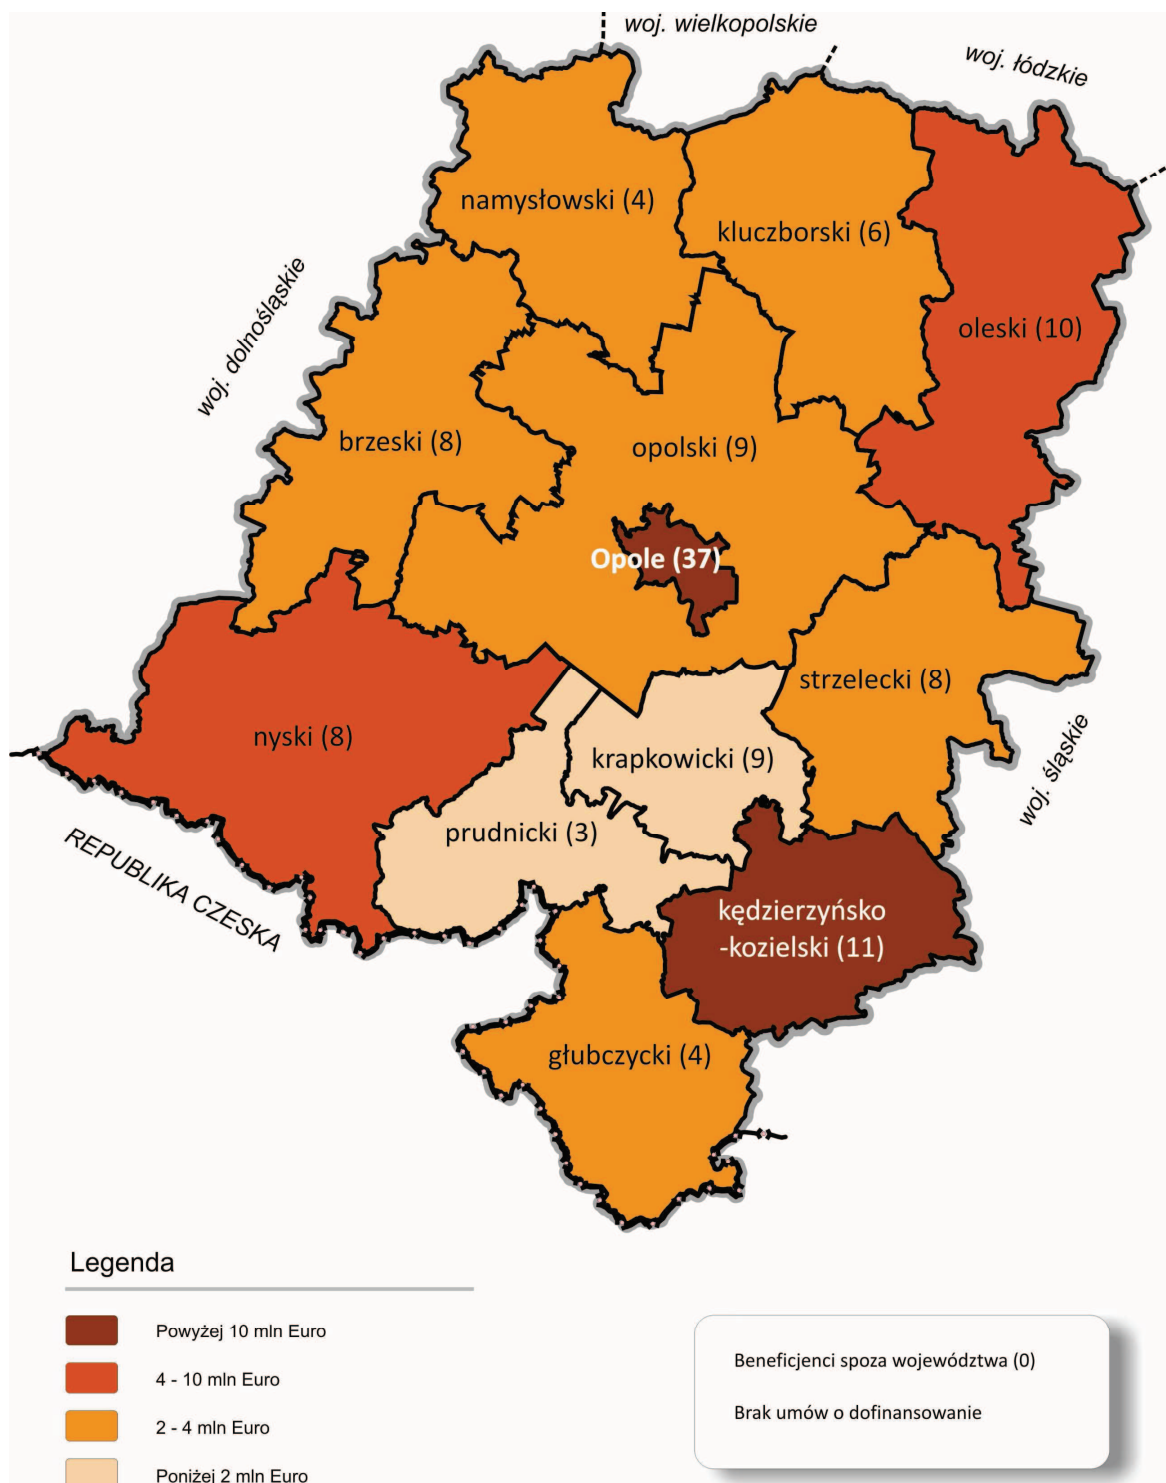 woj. wielkopolskie
woj. łódzkie
namysłowski (4)
kluczborski (6)
woj. dolnośląskie
oleski (10)
brzeski (8)
opolski (9)
Opole (37)
strzelecki (8)
nyski (8)
krapkowicki (9)
woj. śląskie
prudnicki (3)
REPUBLIKA CZESKA
kędzierzyńsko
-kozielski (11)
głubczycki (4)
Legenda
Powyżej 10 mln Euro
4 - 10 mln Euro
2 - 4 mln Euro
Poniżej 2 mln Euro
Beneficjenci spoza województwa (0)
Brak umów o dofinansowanie